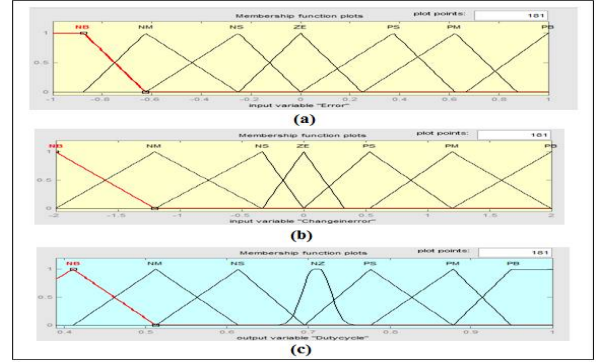 Membership function plots plot points: 181
NB NM NS ZE PS PM PB
1
0.5
0
-1 -0.8 -0.6 -0.4 -0.2 0 0.2 0.4 0.6 0.8 1
input variable "Error"
(a)
Membership function plots plot points: 181
NB NM NS ZE PS PM PB
1
0.5
0
-2 -1.5 -1 -0.5 0 0.5 1 1.5 2
input variable "Changeinerror"
(b)
Membership function plots plot points: 181
NB NM NS NZ PS PM PB
1
0.5
0
0.4 0.5 0.6 0.7 0.8 0.9 1
output variable "Dutycycle"
(c)